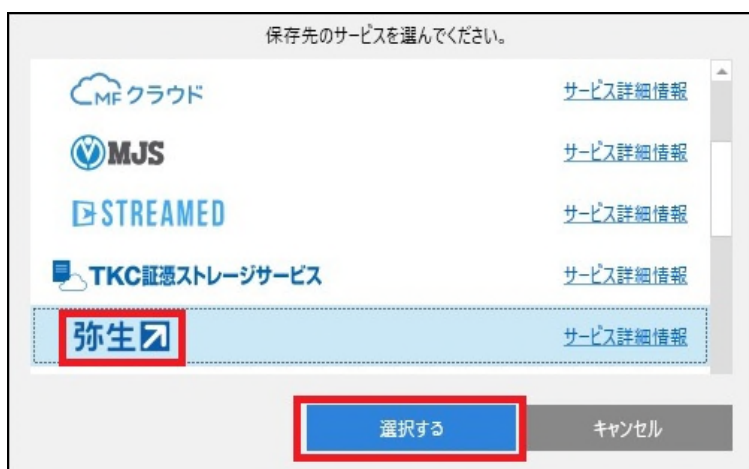 保存先のサービスを選んでください。
MFクラウド サービス詳細情報
MJS サービス詳細情報
STREAMED サービス詳細情報
TKC証憑ストレージサービス サービス詳細情報
弥生 サービス詳細情報
選択する キャンセル